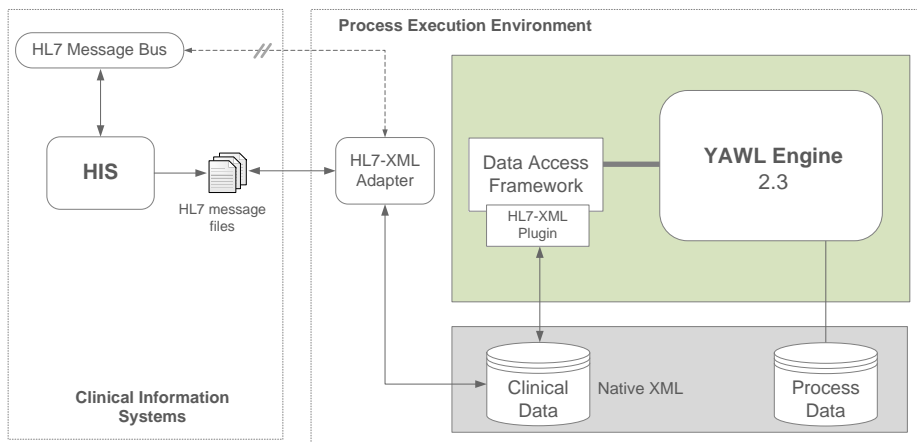 Process Execution Environment
HL7 Message Bus
HIS
HL7 message
files
HL7-XML
Adapter
Data Access
Framework
HL7-XML
Plugin
YAWL Engine
2.3
Clinical
Data
Native XML
Process
Data
Clinical Information
Systems